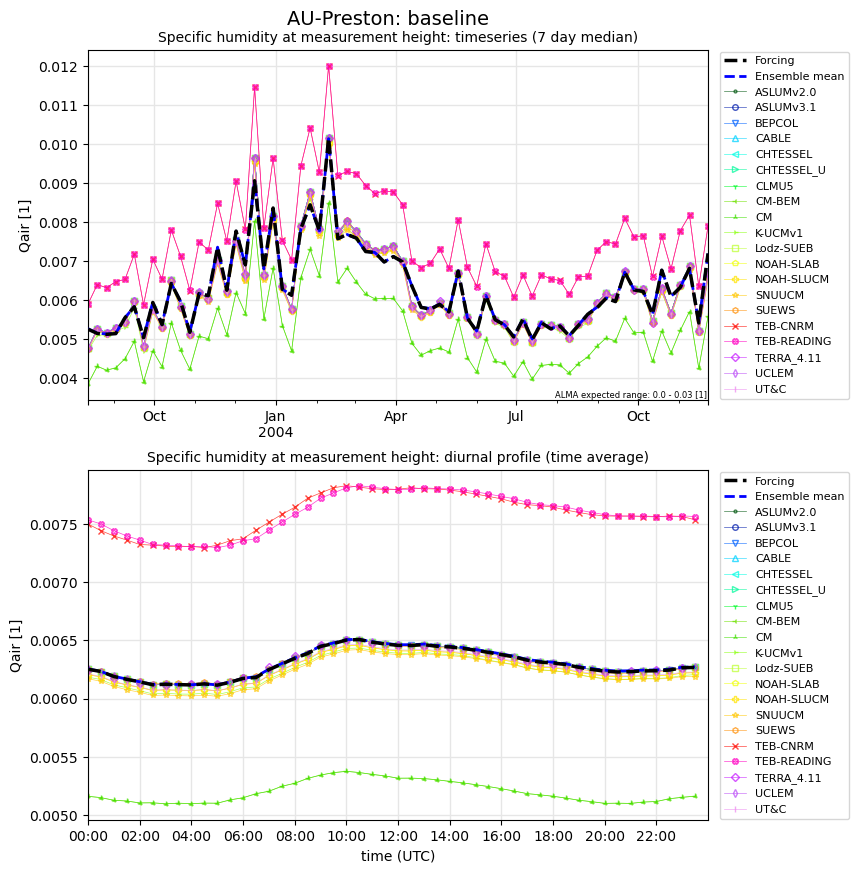 AU-Preston: baseline
Specific humidity at measurement height: timeseries (7 day median)
0.012
0.011
0.010
0.009
0.008
0.007
0.006
0.005
0.004
Qair [1]
ALMA expected range: 0.0 - 0.03 [1]
Oct
Jan
2004
Apr
Jul
Oct
Forcing
Ensemble mean
ASLUMv2.0
ASLUMv3.1
BEPCOL
CABLE
CHTESSEL
CHTESSEL_U
CLMU5
CM-BEM
CM
K-UCMv1
Lodz-SUEB
NOAH-SLAB
NOAH-SLUCM
SNUUCM
SUEWS
TEB-CNRM
TEB-READING
TERRA_4.11
UCLEM
UT&C
Specific humidity at measurement height: diurnal profile (time average)
0.0075
0.0070
0.0065
0.0060
0.0055
0.0050
Qair [1]
00:00
02:00
04:00
06:00
08:00
10:00
12:00
14:00
16:00
18:00
20:00
22:00
time (UTC)
Forcing
Ensemble mean
ASLUMv2.0
ASLUMv3.1
BEPCOL
CABLE
CHTESSEL
CHTESSEL_U
CLMU5
CM-BEM
CM
K-UCMv1
Lodz-SUEB
NOAH-SLAB
NOAH-SLUCM
SNUUCM
SUEWS
TEB-CNRM
TEB-READING
TERRA_4.11
UCLEM
UT&C